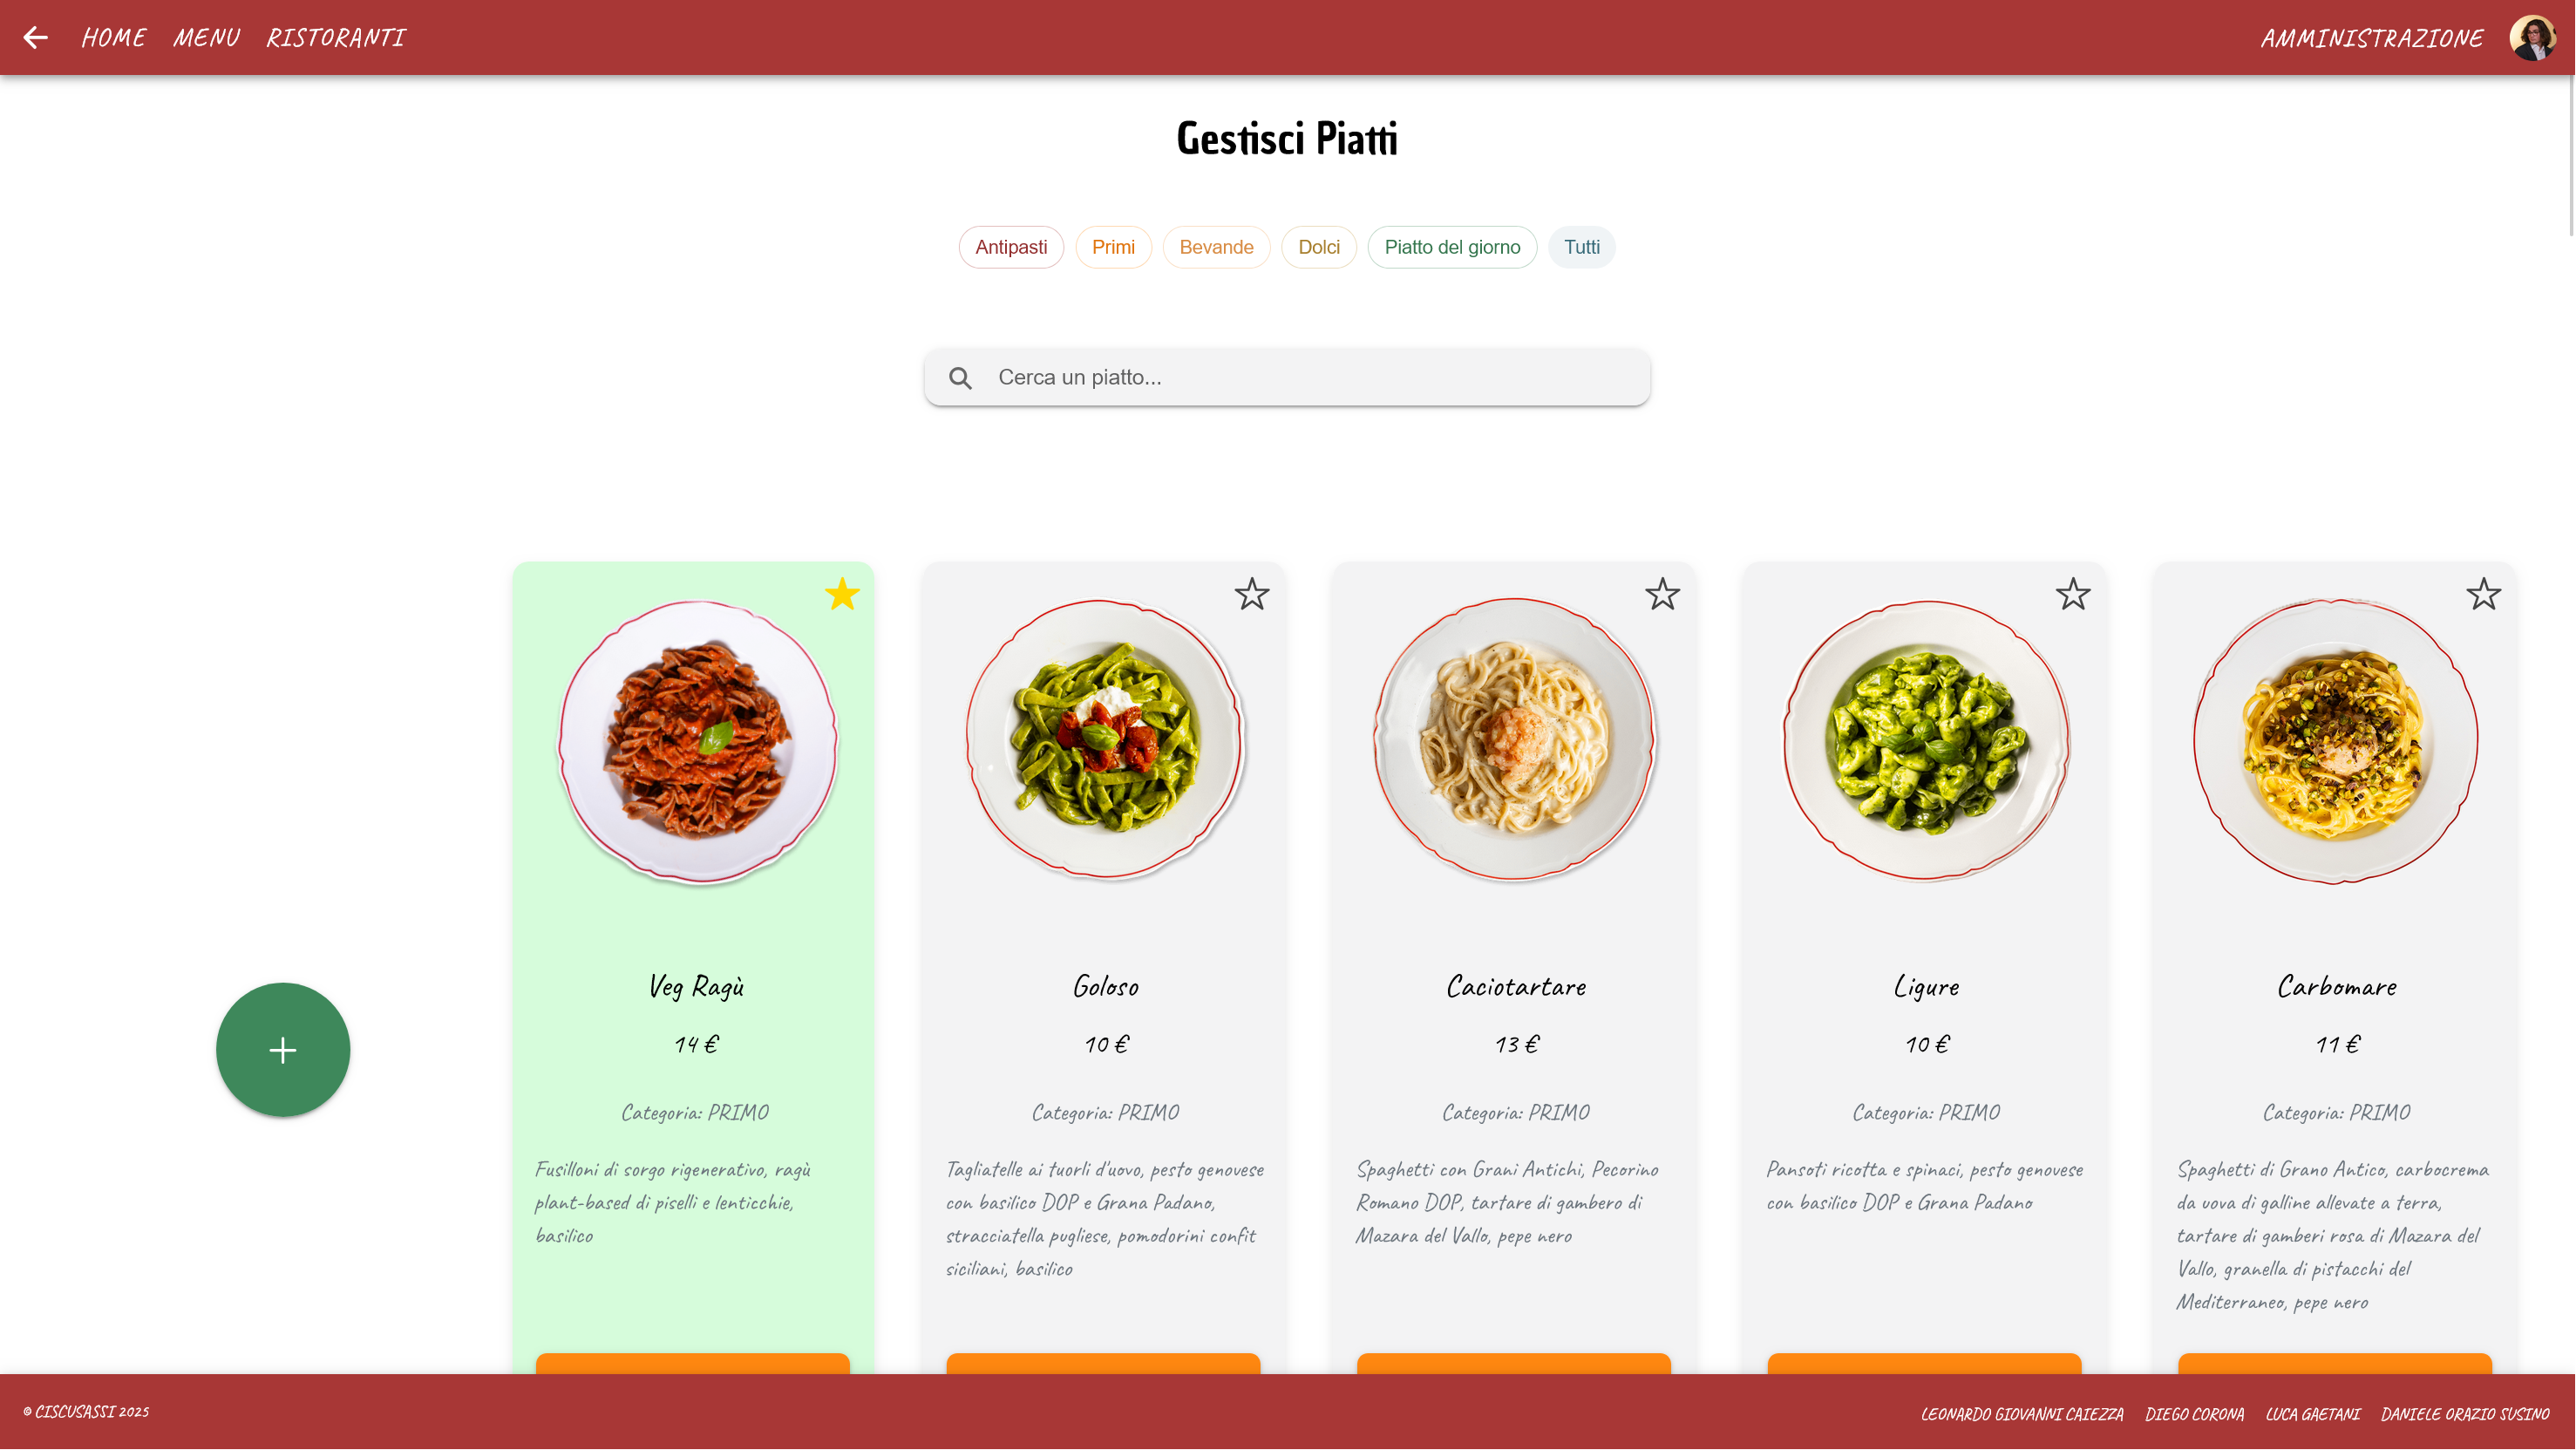 HOME MENU RISTORANTI AMMINISTRAZIONE
Gestisci Piatti
Antipasti Primi Bevande Dolci Piatto del giorno Tutti
Cerca un piatto...
Veg Ragù
14 €
Categoria: PRIMO
Fusilloni di sorgo rigenerativo, ragù
plant-based di piselli e lenticchie,
basilico
Goloso
10 €
Categoria: PRIMO
Tagliatelle ai tuorli d'uovo, pesto genovese
con basilico DOP e Grana Padano,
stracciatella pugliese, pomodorini confit
siciliani, basilico
Caciotartare
13 €
Categoria: PRIMO
Spaghetti con Grani Antichi, Pecorino
Romano DOP, tartare di gambero di
Mazara del Vallo, pepe nero
Ligure
10 €
Categoria: PRIMO
Pansoti ricotta e spinaci, pesto genovese
con basilico DOP e Grana Padano
Carbomare
11 €
Categoria: PRIMO
Spaghetti di Grano Antico, carbocrema
da uova di galline allevate a terra,
tartare di gamberi rosa di Mazara del
Vallo, granella di pistacchi del
Mediterraneo, pepe nero
© CISCUSASSI 2025 LEONARDO GIOVANNI CAIEZZA DIEGO CORONA LUCA GAETANI DANIELE ORAZIO SUSINO